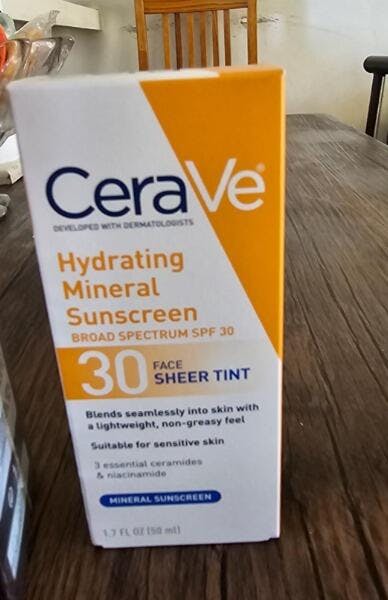 CeraVe®
DEVELOPED WITH DERMATOLOGISTS
Hydrating
Mineral
Sunscreen
BROAD SPECTRUM SPF 30
30 FACE
SHEER TINT
Blends seamlessly into skin with
a lightweight, non-greasy feel
Suitable for sensitive skin
3 essential ceramides
& niacinamide
MINERAL SUNSCREEN
1.7 FL OZ (50 ml)